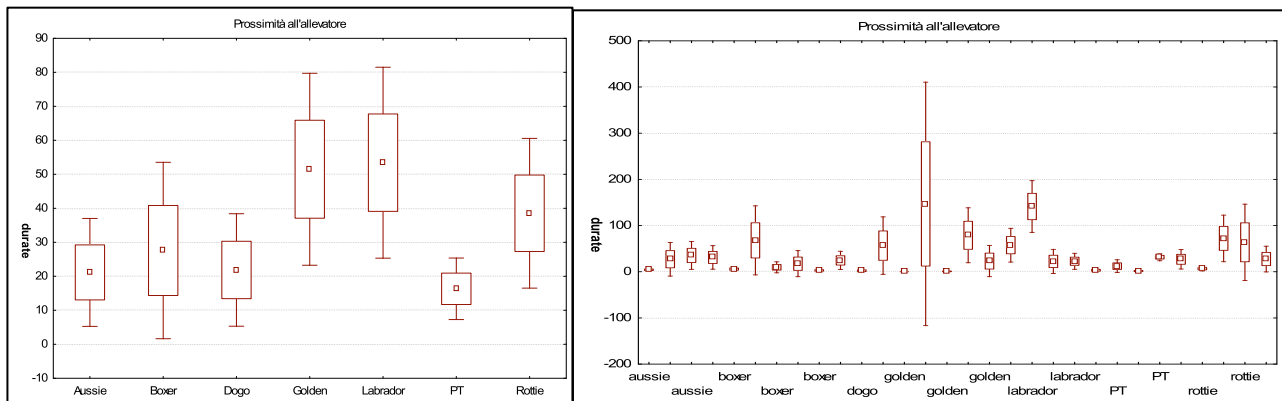 Prossimità all'allevatore
90
80
70
60
50
40
30
20
10
0
-10
durate
Aussie Boxer Dogo Golden Labrador PT Rottie
Prossimità all'allevatore
500
400
300
200
100
0
-100
-200
durate
aussie boxer boxer golden golden labrador PT rottie
aussie boxer dogo golden labrador PT rottie